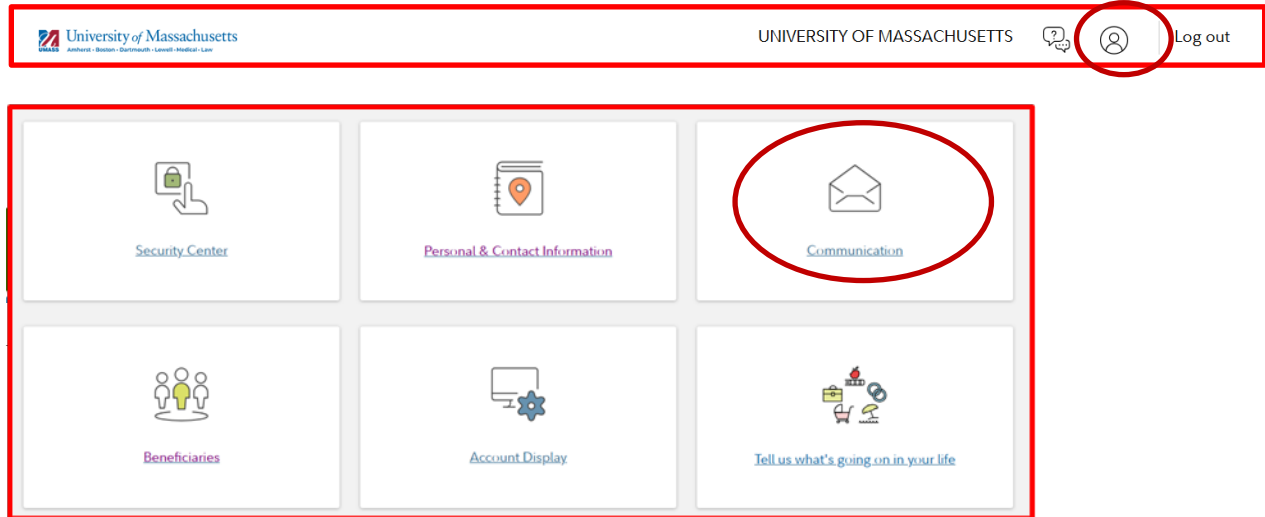 University of Massachusetts
UMASS Amherst • Boston • Dartmouth • Lowell • Medical • Law
UNIVERSITY OF MASSACHUSETTS
Log out
Security Center
Personal & Contact Information
Communication
Beneficiaries
Account Display
Tell us what's going on in your life